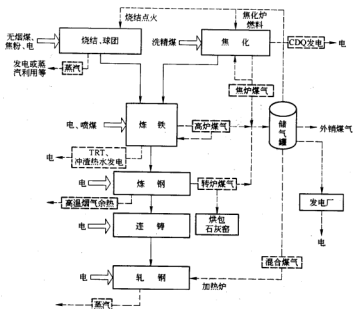 烧结点火
焦化炉
燃料
无烟煤、
焦粉、电
烧结、球团
洗精煤
焦 化
CDQ发电
电
发电或蒸
汽利用等
蒸汽
焦炉煤气
电、喷煤
炼 铁
高炉煤气
储
气
罐
外销煤气
电
TRT、
冲渣热水发电
电
炼 钢
转炉煤气
高温烟气余热
烘包
石灰窑
发电厂
电
连 铸
电
混合煤气
电
轧 钢
加热炉
蒸汽